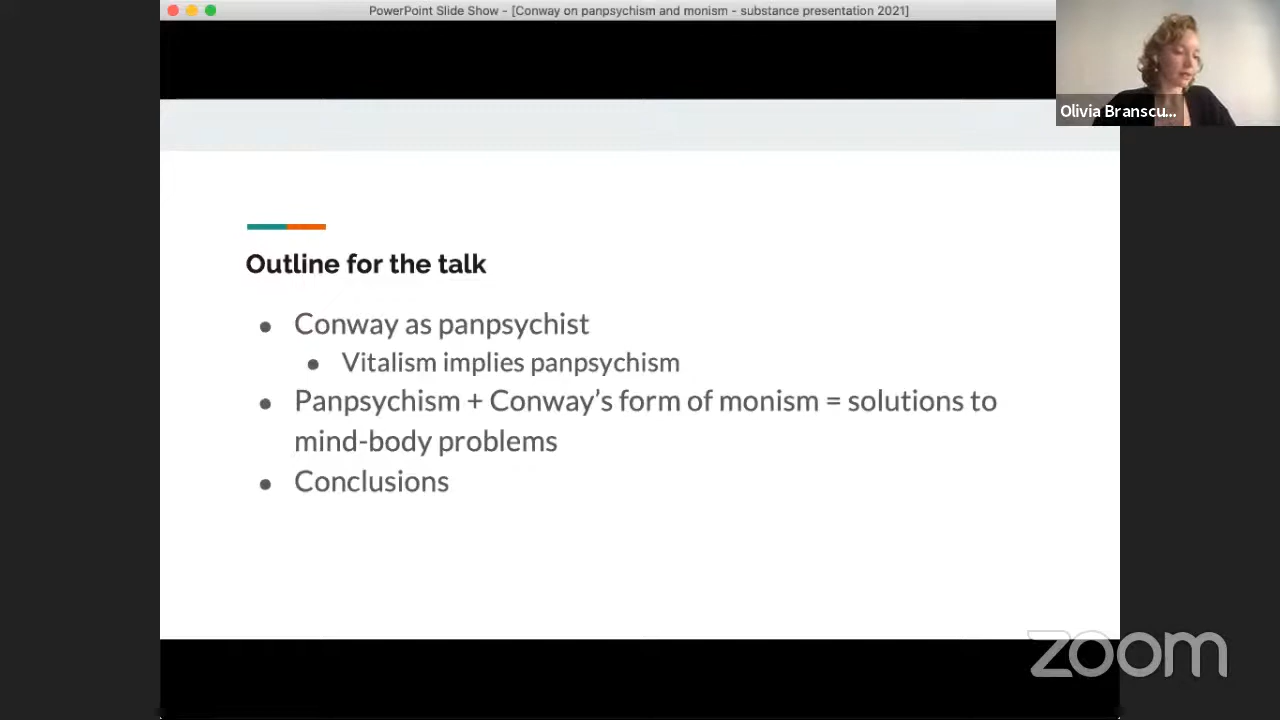 PowerPoint Slide Show - [Conway on panpsychism and monism - substance presentation 2021]
Olivia Branscu...
Outline for the talk
● Conway as panpsychist
● Vitalism implies panpsychism
● Panpsychism + Conway’s form of monism = solutions to
mind-body problems
● Conclusions
zoom